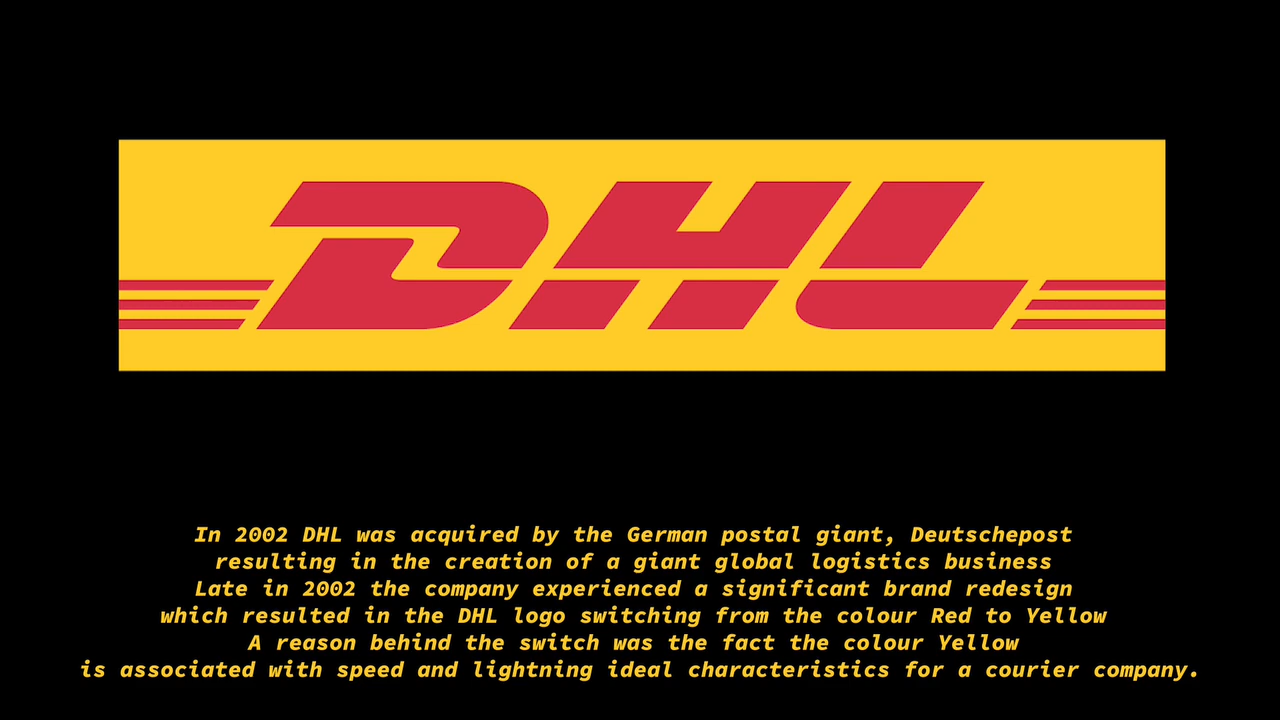 DHL
In 2002 DHL was acquired by the German postal giant, Deutschepost
resulting in the creation of a giant global logistics business
Late in 2002 the company experienced a significant brand redesign
which resulted in the DHL logo switching from the colour Red to Yellow
A reason behind the switch was the fact the colour Yellow
is associated with speed and lightning ideal characteristics for a courier company.